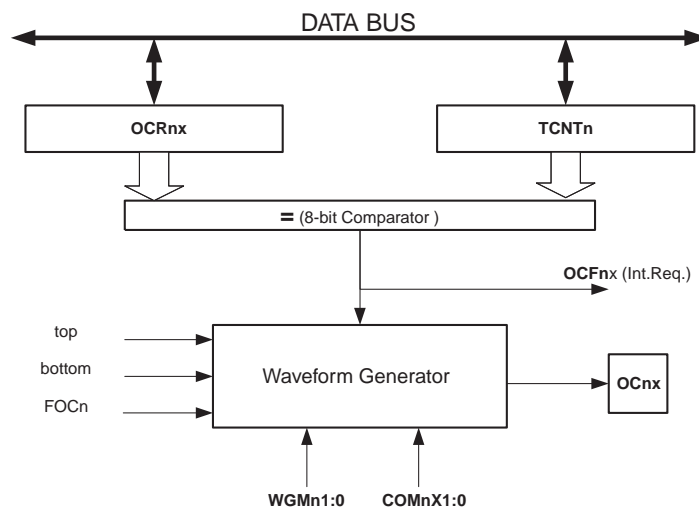 DATA BUS
OCRnx
TCNTn
= (8-bit Comparator )
OCFnx (Int.Req.)
top
bottom
FOCn
Waveform Generator
OCnx
WGMn1:0
COMnX1:0